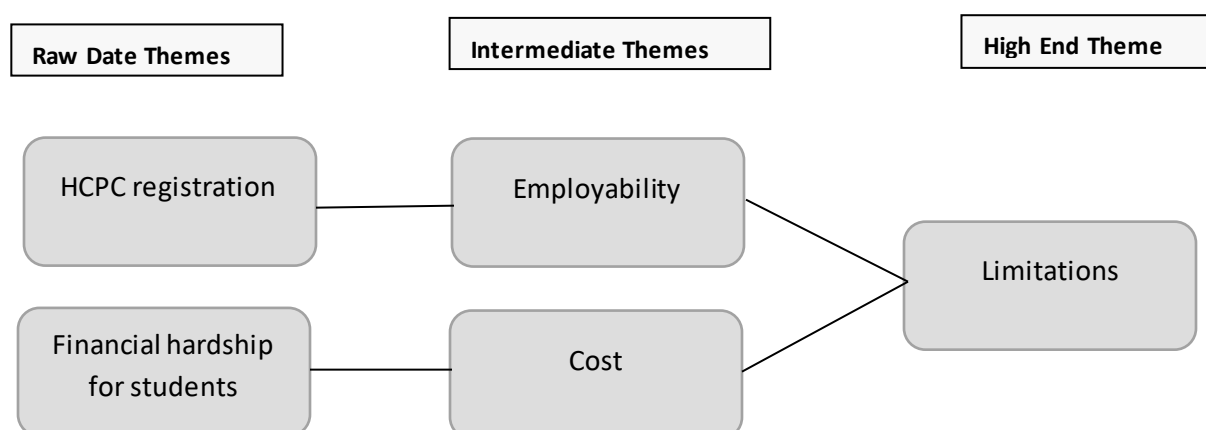 Raw Date Themes
Intermediate Themes
High End Theme
HCPC registration
Employability
Limitations
Financial hardship
for students
Cost